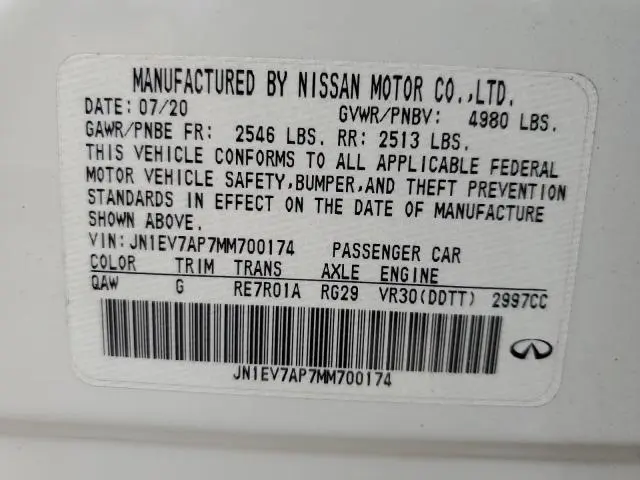 MANUFACTURED BY NISSAN MOTOR CO.,LTD.
DATE: 07/20 GVWR/PNBV: 4980 LBS.
GAWR/PNBE FR: 2546 LBS. RR: 2513 LBS.
THIS VEHICLE CONFORMS TO ALL APPLICABLE FEDERAL
MOTOR VEHICLE SAFETY,BUMPER,AND THEFT PREVENTION
STANDARDS IN EFFECT ON THE DATE OF MANUFACTURE
SHOWN ABOVE.
VIN:JN1EV7AP7MM700174 PASSENGER CAR
COLOR TRIM TRANS AXLE ENGINE
QAW G RE7R01A RG29 VR30(DDTT) 2997CC
JN1EV7AP7MM700174